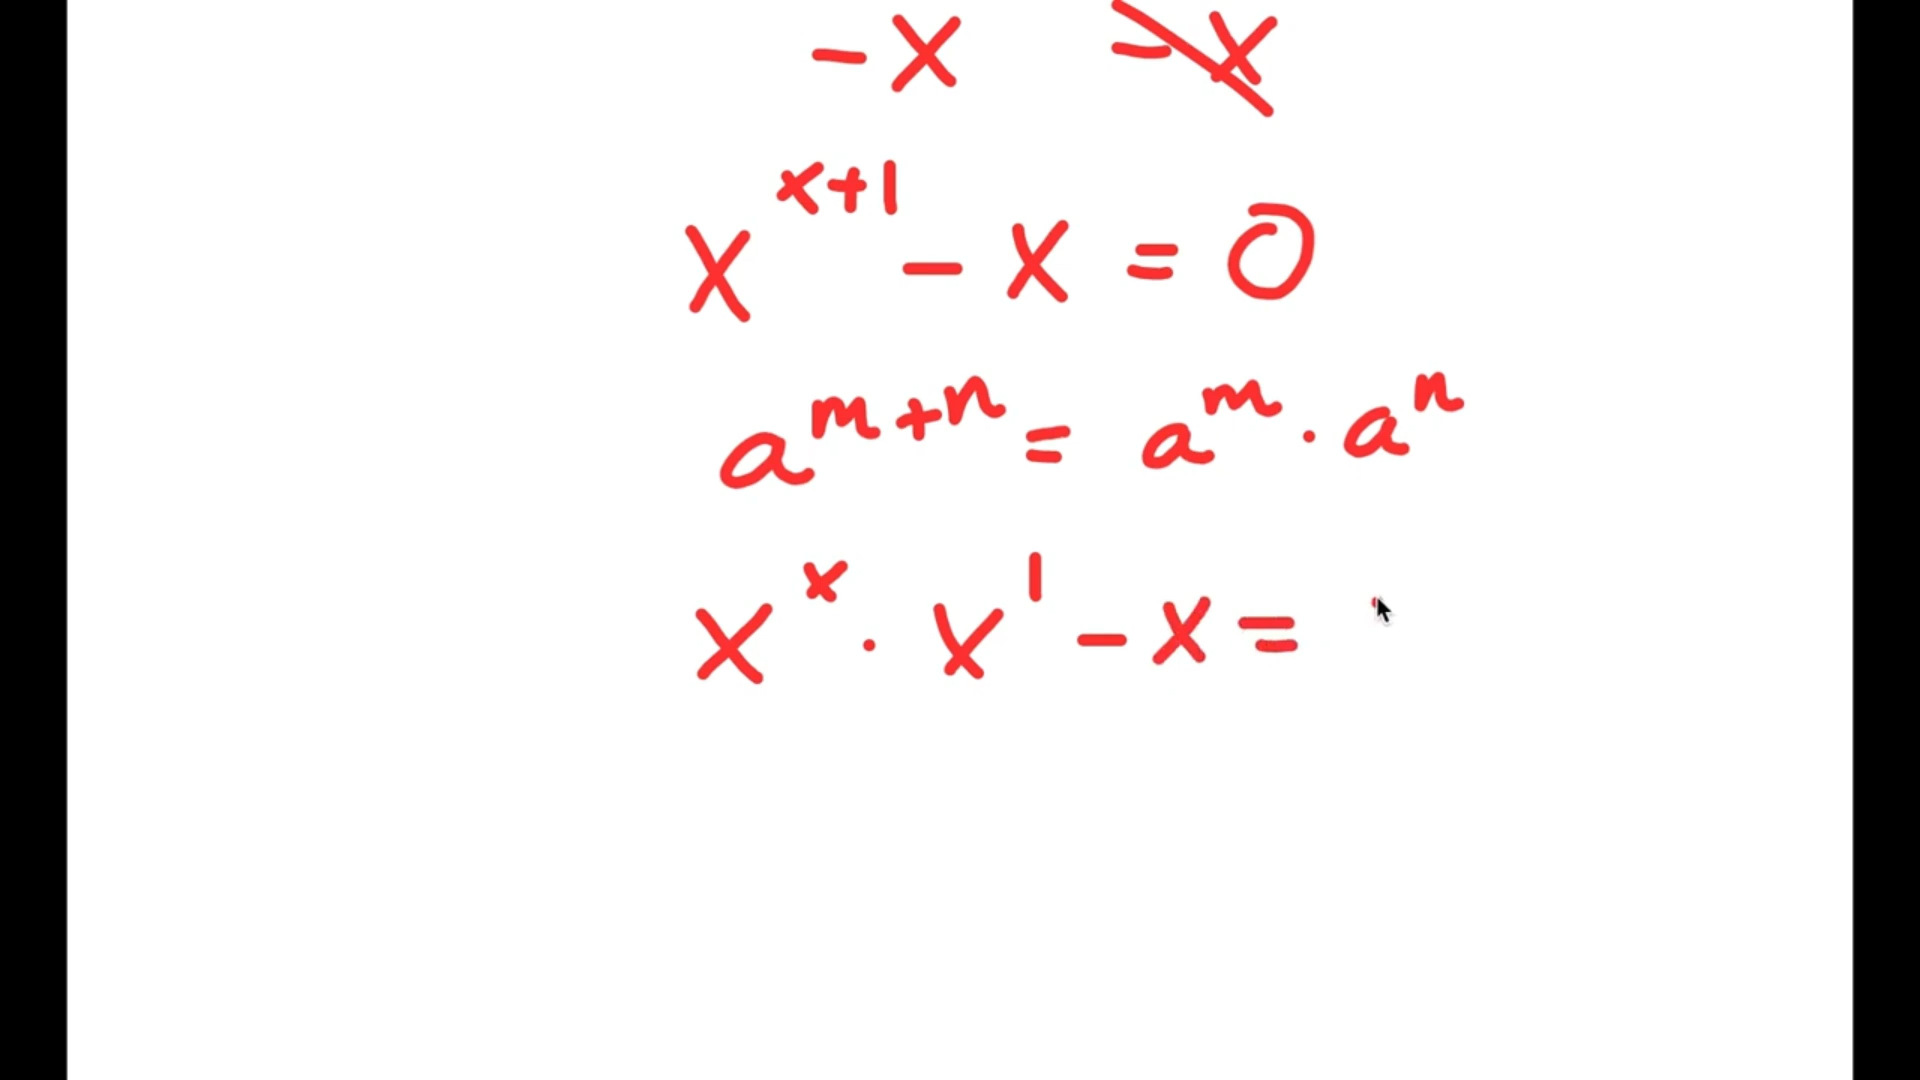 -x =x
x^{x+1} - x = 0
a^{m+n} = a^m · a^n
x^x · x^1 - x =